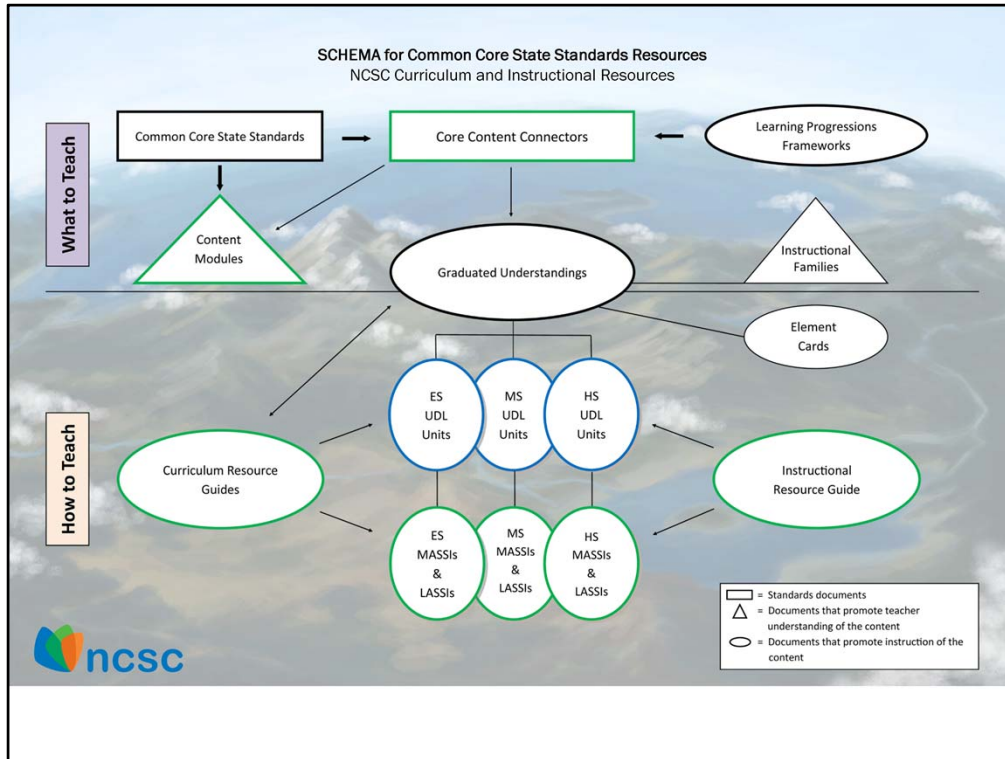 SCHEMA for Common Core State Standards Resources
NCSC Curriculum and Instructional Resources
What to Teach
Common Core State Standards
Core Content Connectors
Learning Progressions
Frameworks
Content
Modules
Graduated Understandings
Instructional
Families
Element
Cards
How to Teach
ES
UDL
Units
MS
UDL
Units
HS
UDL
Units
Curriculum Resource
Guides
Instructional
Resource Guide
ES
MASSIs
&
LASSIs
MS
MASSIs
&
LASSIs
HS
MASSIs
&
LASSIs
= Standards documents
= Documents that promote teacher
understanding of the content
= Documents that promote instruction of the
content
ncsc